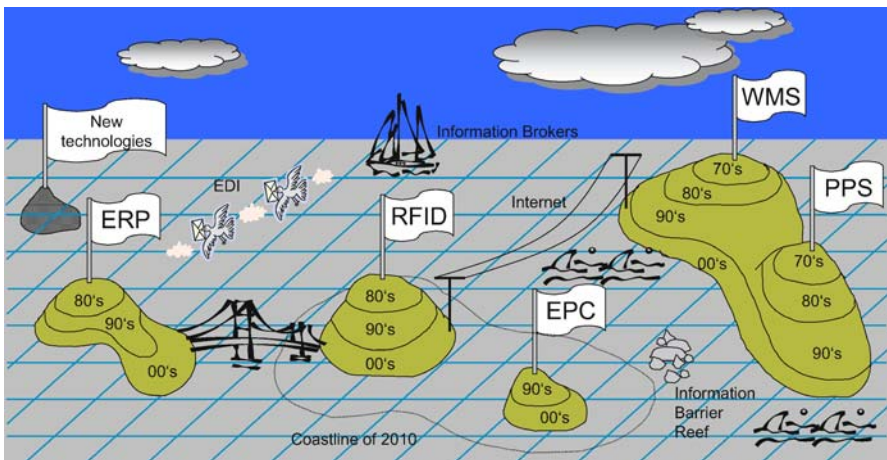 New
technologies
ERP
80's
90's
00's
EDI
Information Brokers
RFID
80's
90's
00's
Internet
EPC
90's
00's
WMS
70's
80's
90's
00's
PPS
70's
80's
90's
Information
Barrier
Reef
Coastline of 2010